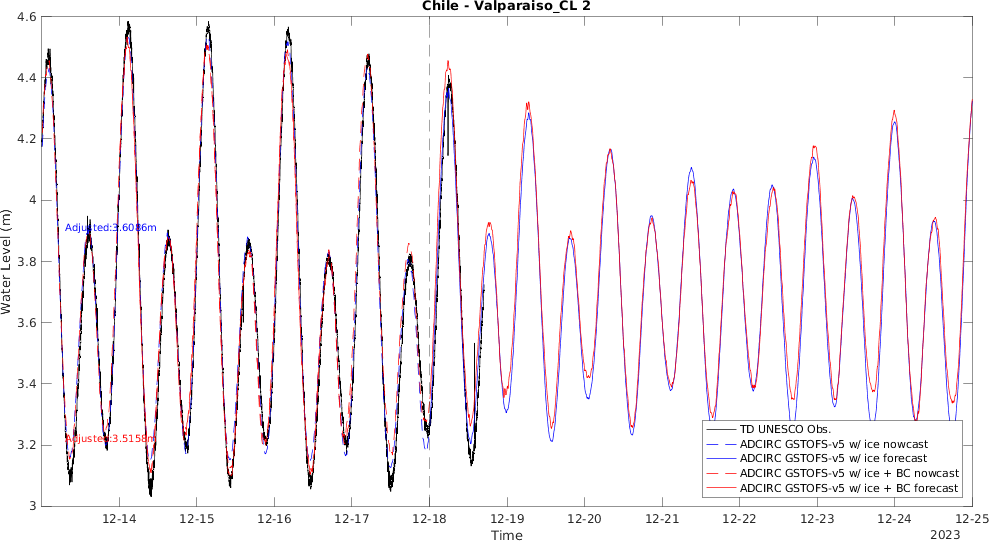 Chile - Valparaiso_CL 2
4.6
4.4
4.2
4
3.8
3.6
3.4
3.2
3
Water Level (m)
Adjusted:3.6086m
Adjusted:3.5158m
TD UNESCO Obs.
ADCIRC GSTOFS-v5 w/ ice nowcast
ADCIRC GSTOFS-v5 w/ ice forecast
ADCIRC GSTOFS-v5 w/ ice + BC nowcast
ADCIRC GSTOFS-v5 w/ ice + BC forecast
12-14 12-15 12-16 12-17 12-18 12-19 12-20 12-21 12-22 12-23 12-24 12-25
Time
2023